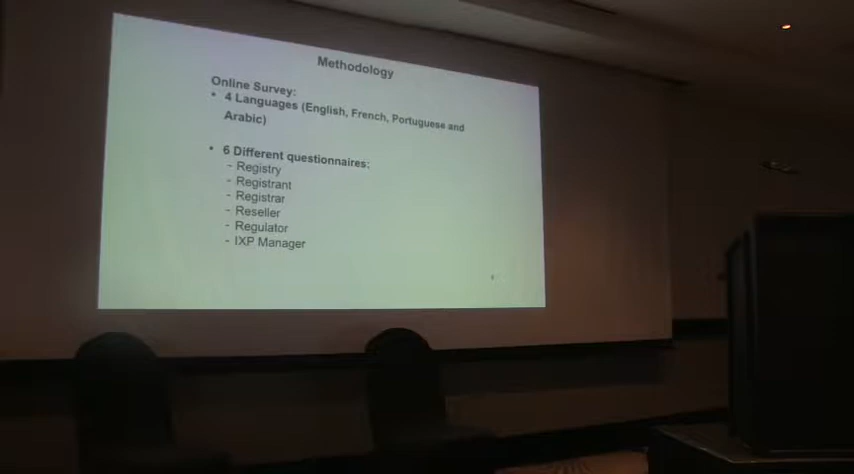 Methodology
Online Survey:
• 4 Languages (English, French, Portuguese and
Arabic)
• 6 Different questionnaires:
- Registry
- Registrant
- Registrar
- Reseller
- Regulator
- IXP Manager